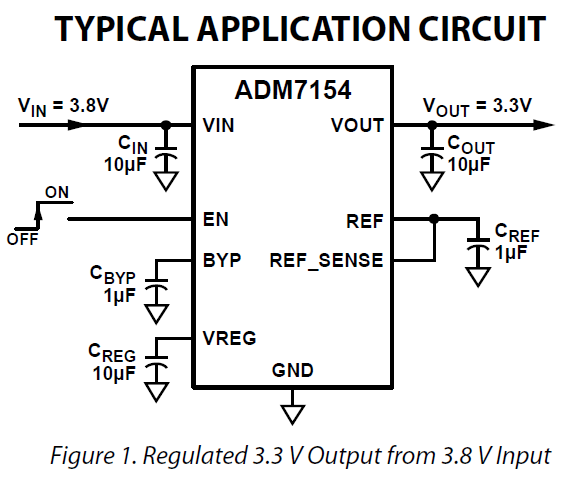 TYPICAL APPLICATION CIRCUIT
ADM7154
VIN = 3.8V
VIN
VOUT
VOUT = 3.3V
CIN
10µF
COUT
10µF
ON
OFF
EN
REF
CREF
1µF
BYP
REF_SENSE
CBYP
1µF
VREG
CREG
10µF
GND
Figure 1. Regulated 3.3 V Output from 3.8 V Input